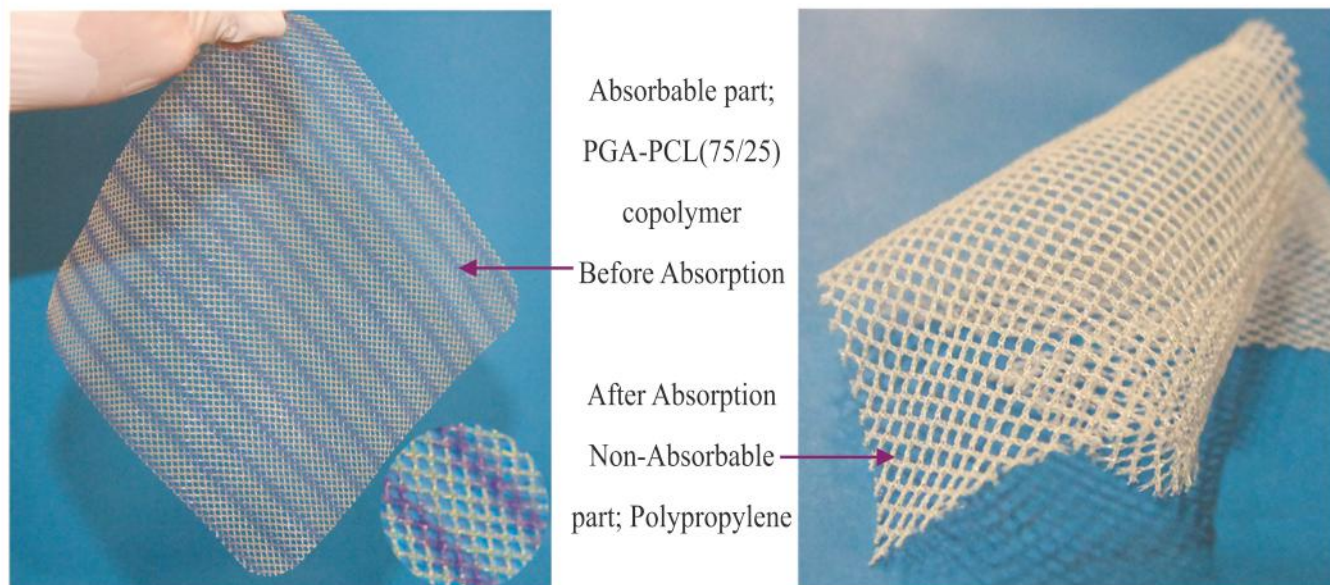 Absorbable part;
PGA-PCL(75/25)
copolymer
Before Absorption
After Absorption
Non-Absorbable
part; Polypropylene